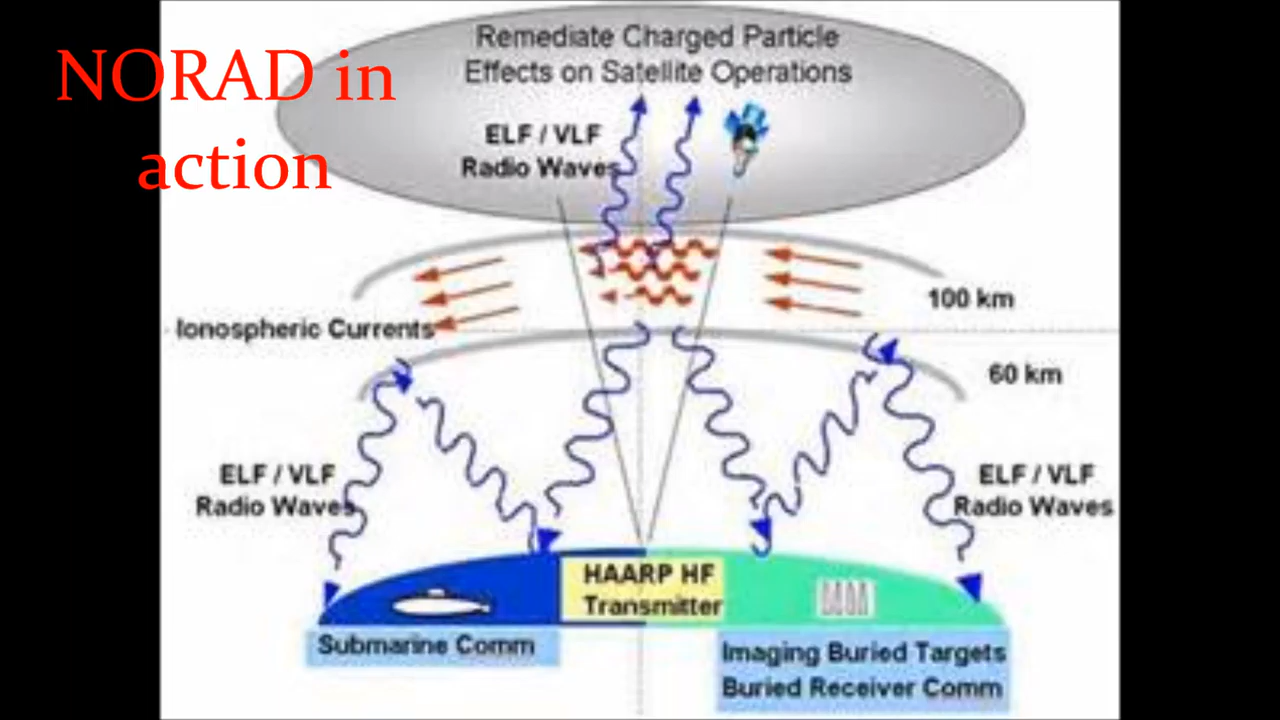 NORAD in
action
Remediate Charged Particle
Effects on Satellite Operations
ELF / VLF
Radio Waves
100 km
Ionospheric Currents
60 km
ELF / VLF
Radio Waves
ELF / VLF
Radio Waves
HAARP HF
Transmitter
Submarine Comm
Imaging Buried Targets
Buried Receiver Comm